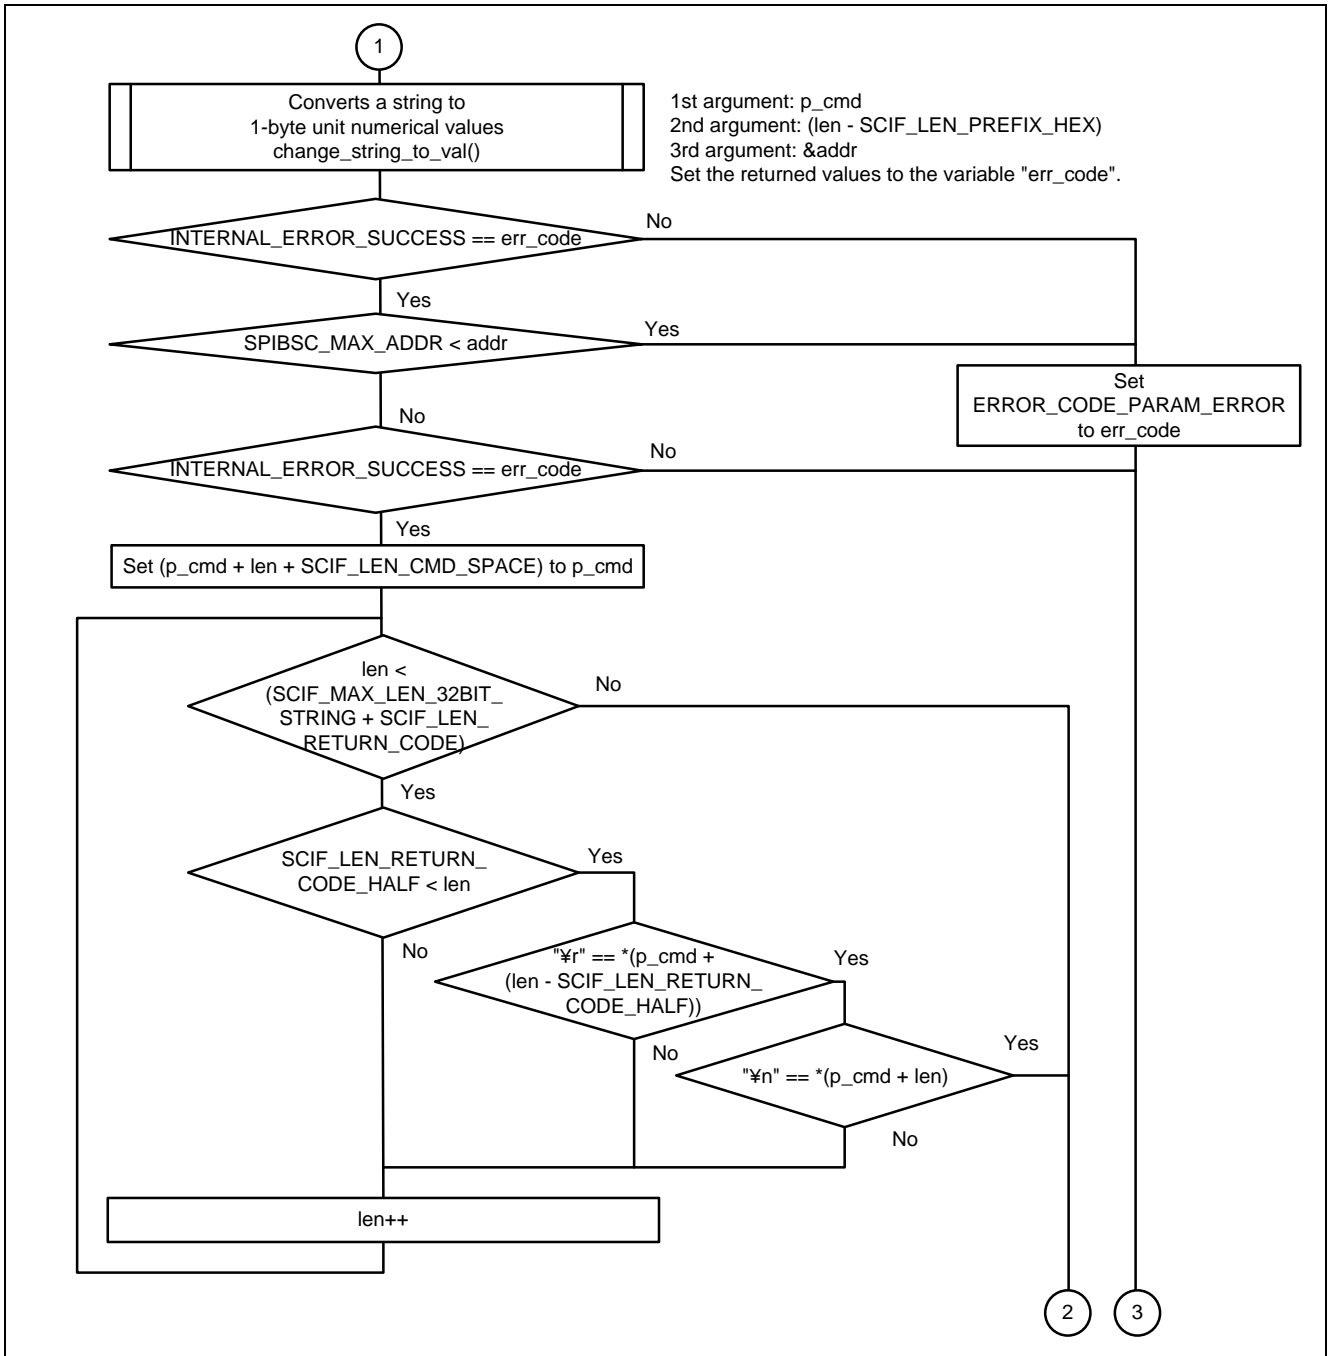 1
Converts a string to
1-byte unit numerical values
change_string_to_val()
1st argument: p_cmd
2nd argument: (len - SCIF_LEN_PREFIX_HEX)
3rd argument: &addr
Set the returned values to the variable "err_code".
INTERNAL_ERROR_SUCCESS == err_code
No
Yes
SPIBSC_MAX_ADDR < addr
Yes
Set
ERROR_CODE_PARAM_ERROR
to err_code
No
INTERNAL_ERROR_SUCCESS == err_code
No
Yes
Set (p_cmd + len + SCIF_LEN_CMD_SPACE) to p_cmd
len <
(SCIF_MAX_LEN_32BIT_
STRING + SCIF_LEN_
RETURN_CODE)
No
Yes
SCIF_LEN_RETURN_
CODE_HALF < len
Yes
No
"¥r" == *(p_cmd +
(len - SCIF_LEN_RETURN_
CODE_HALF))
Yes
No
"¥n" == *(p_cmd + len)
Yes
No
len++
2
3